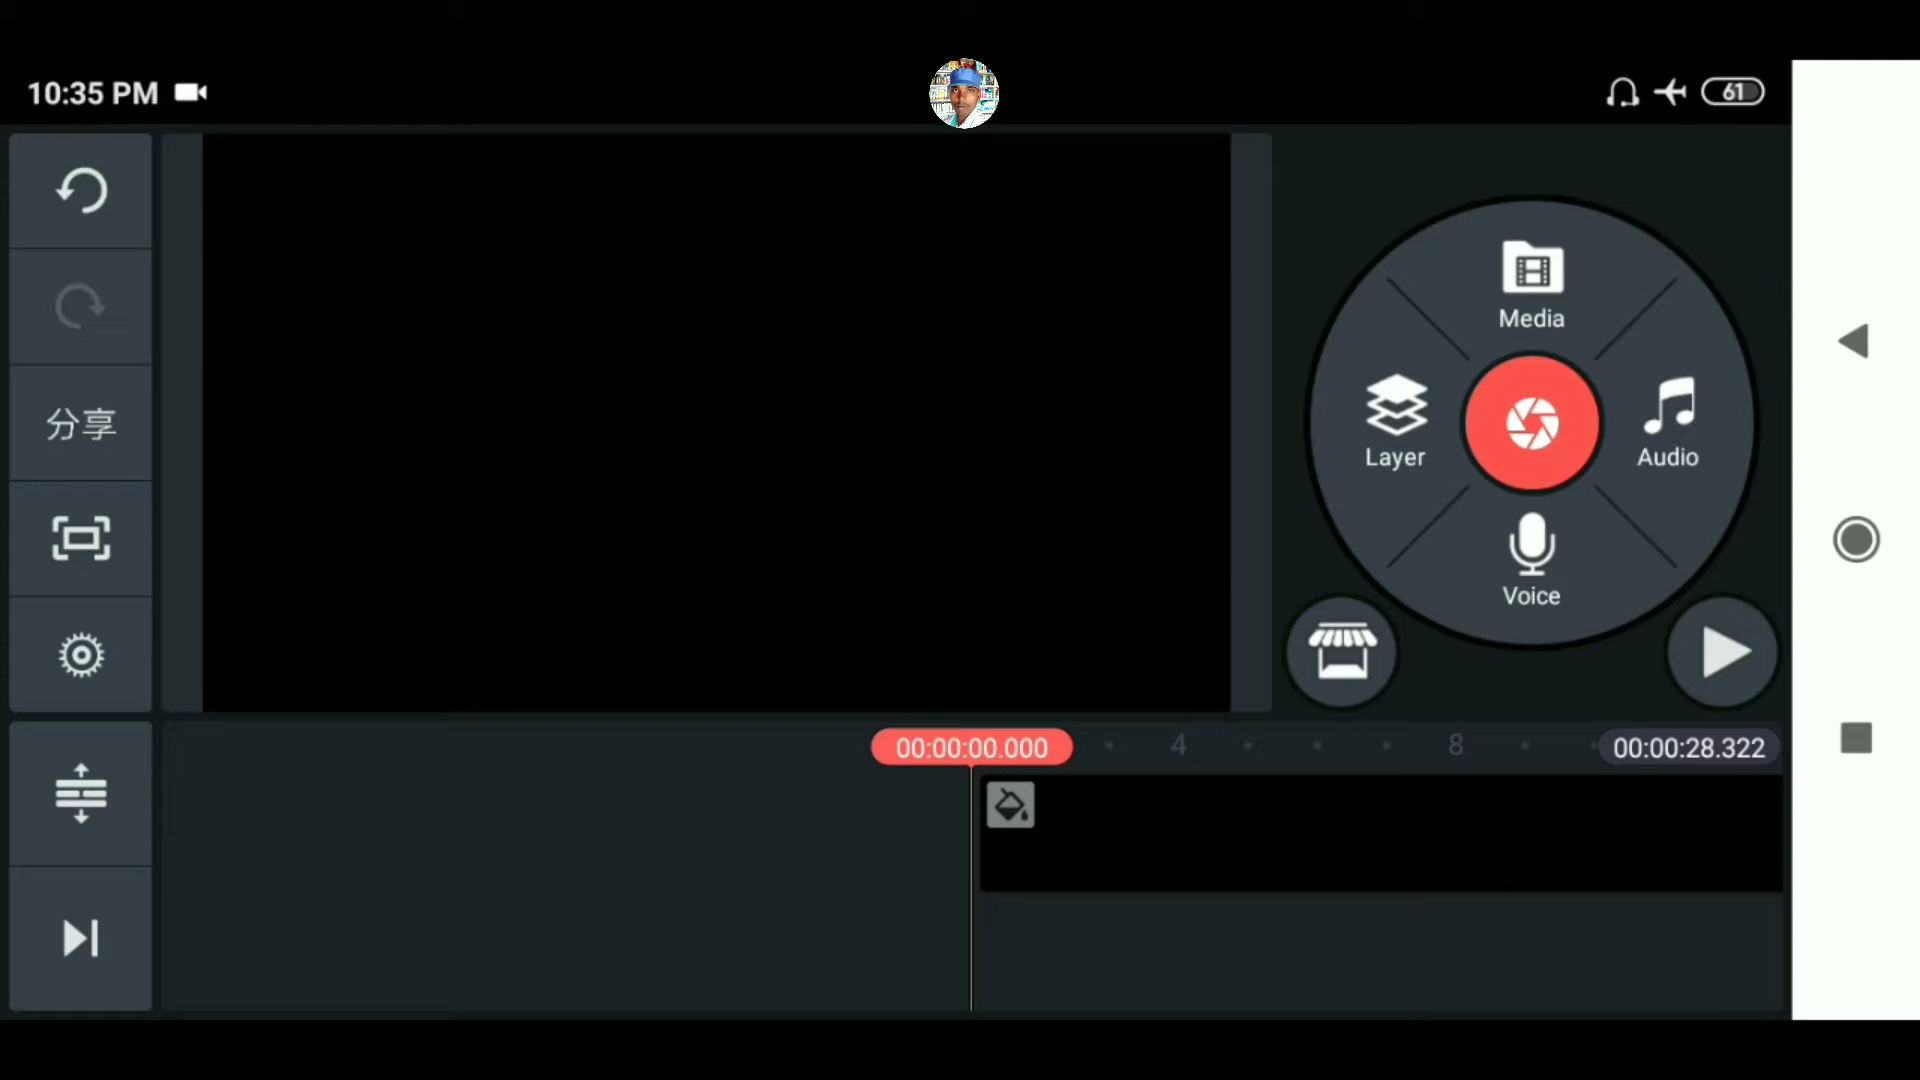 10:35 PM
61
分享
Media
Layer
Audio
Voice
00:00:00.000
4
8
00:00:28.322